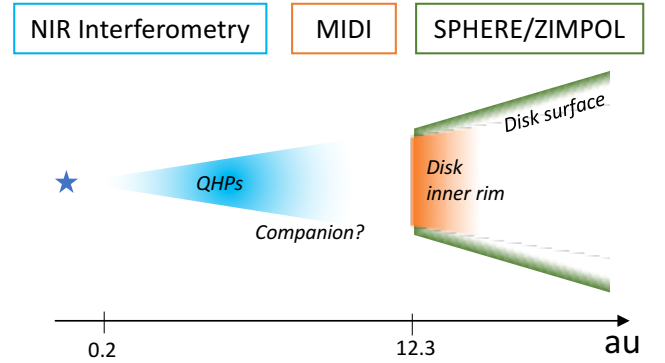 NIR Interferometry
MIDI
SPHERE/ZIMPOL
Disk surface
QHPs
Disk
inner rim
Companion?
0.2
12.3
au